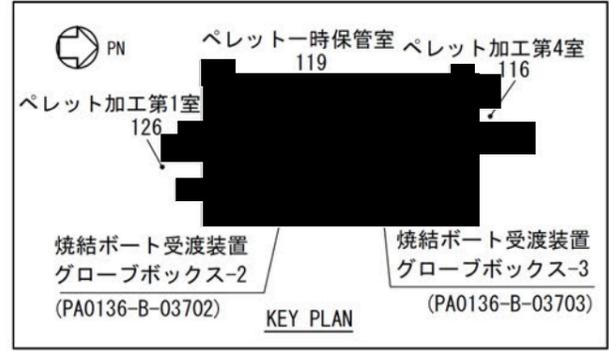 PN
ペレット一時保管室
119
ペレット加工第4室
116
ペレット加工第1室
126
焼結ボート受渡装置
グローブボックス-2
(PA0136-B-03702)
焼結ボート受渡装置
グローブボックス-3
(PA0136-B-03703)
KEY PLAN